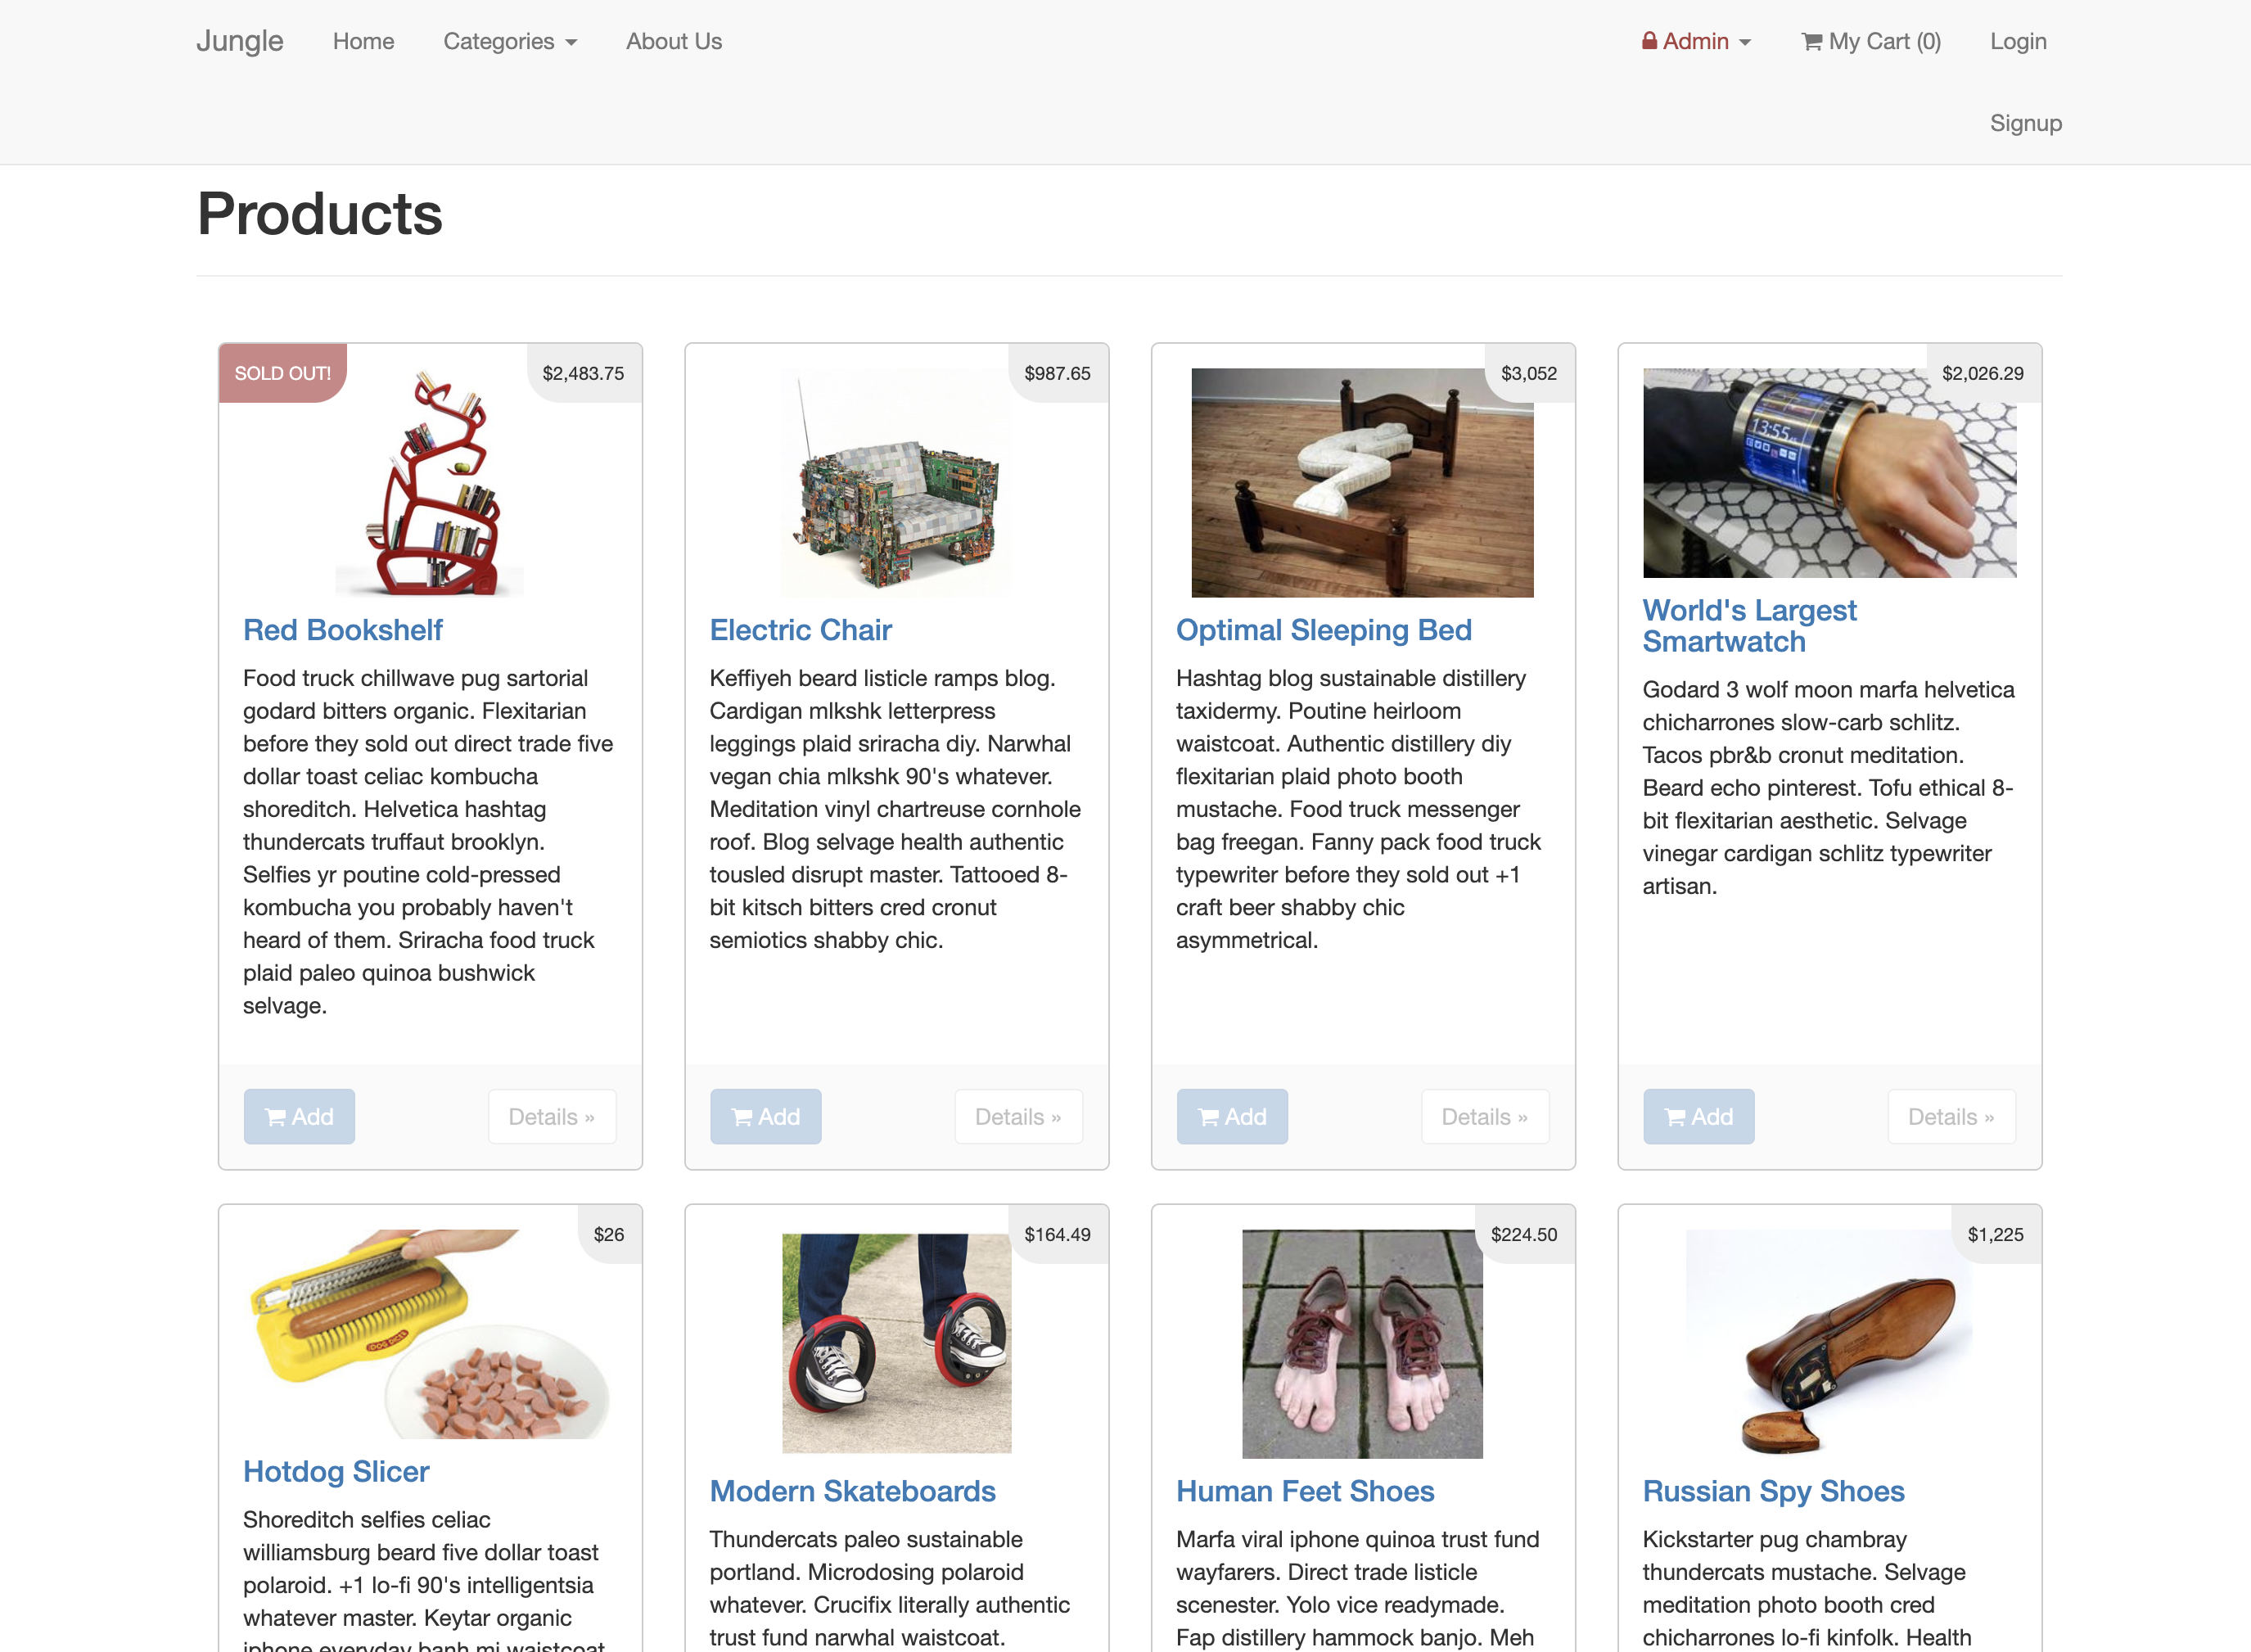 Jungle Home Categories About Us Admin My Cart (0) Login
Signup
Products
SOLD OUT! $2,483.75
Red Bookshelf
Food truck chillwave pug sartorial
godard bitters organic. Flexitarian
before they sold out direct trade five
dollar toast celiac kombucha
shoreditch. Helvetica hashtag
thundercats truffaut brooklyn.
Selfies yr poutine cold-pressed
kombucha you probably haven't
heard of them. Sriracha food truck
plaid paleo quinoa bushwick
selvage.
Add Details »
$987.65
Electric Chair
Keffiyeh beard listicle ramps blog.
Cardigan mlkshk letterpress
leggings plaid sriracha diy. Narwhal
vegan chia mlkshk 90's whatever.
Meditation vinyl chartreuse cornhole
roof. Blog selvage health authentic
tousled disrupt master. Tattooed 8-
bit kitsch bitters cred cronut
semiotics shabby chic.
Add Details »
$3,052
Optimal Sleeping Bed
Hashtag blog sustainable distillery
taxidermy. Poutine heirloom
waistcoat. Authentic distillery diy
flexitarian plaid photo booth
mustache. Food truck messenger
bag freegan. Fanny pack food truck
typewriter before they sold out +1
craft beer shabby chic
asymmetrical.
Add Details »
$2,026.29
13:55
World's Largest
Smartwatch
Godard 3 wolf moon marfa helvetica
chicharrones slow-carb schlitz.
Tacos pbr&b cronut meditation.
Beard echo pinterest. Tofu ethical 8-
bit flexitarian aesthetic. Selvage
vinegar cardigan schlitz typewriter
artisan.
Add Details »
$26
Hotdog Slicer
Shoreditch selfies celiac
williamsburg beard five dollar toast
polaroid. +1 lo-fi 90's intelligentsia
whatever master. Keytar organic
iphone everyday banh mi waistcoat
$164.49
Modern Skateboards
Thundercats paleo sustainable
portland. Microdosing polaroid
whatever. Crucifix literally authentic
trust fund narwhal waistcoat.
$224.50
Human Feet Shoes
Marfa viral iphone quinoa trust fund
wayfarers. Direct trade listicle
scenester. Yolo vice readymade.
Fap distillery hammock banjo. Meh
$1,225
Russian Spy Shoes
Kickstarter pug chambray
thundercats mustache. Selvage
meditation photo booth cred
chicharrones lo-fi kinfolk. Health